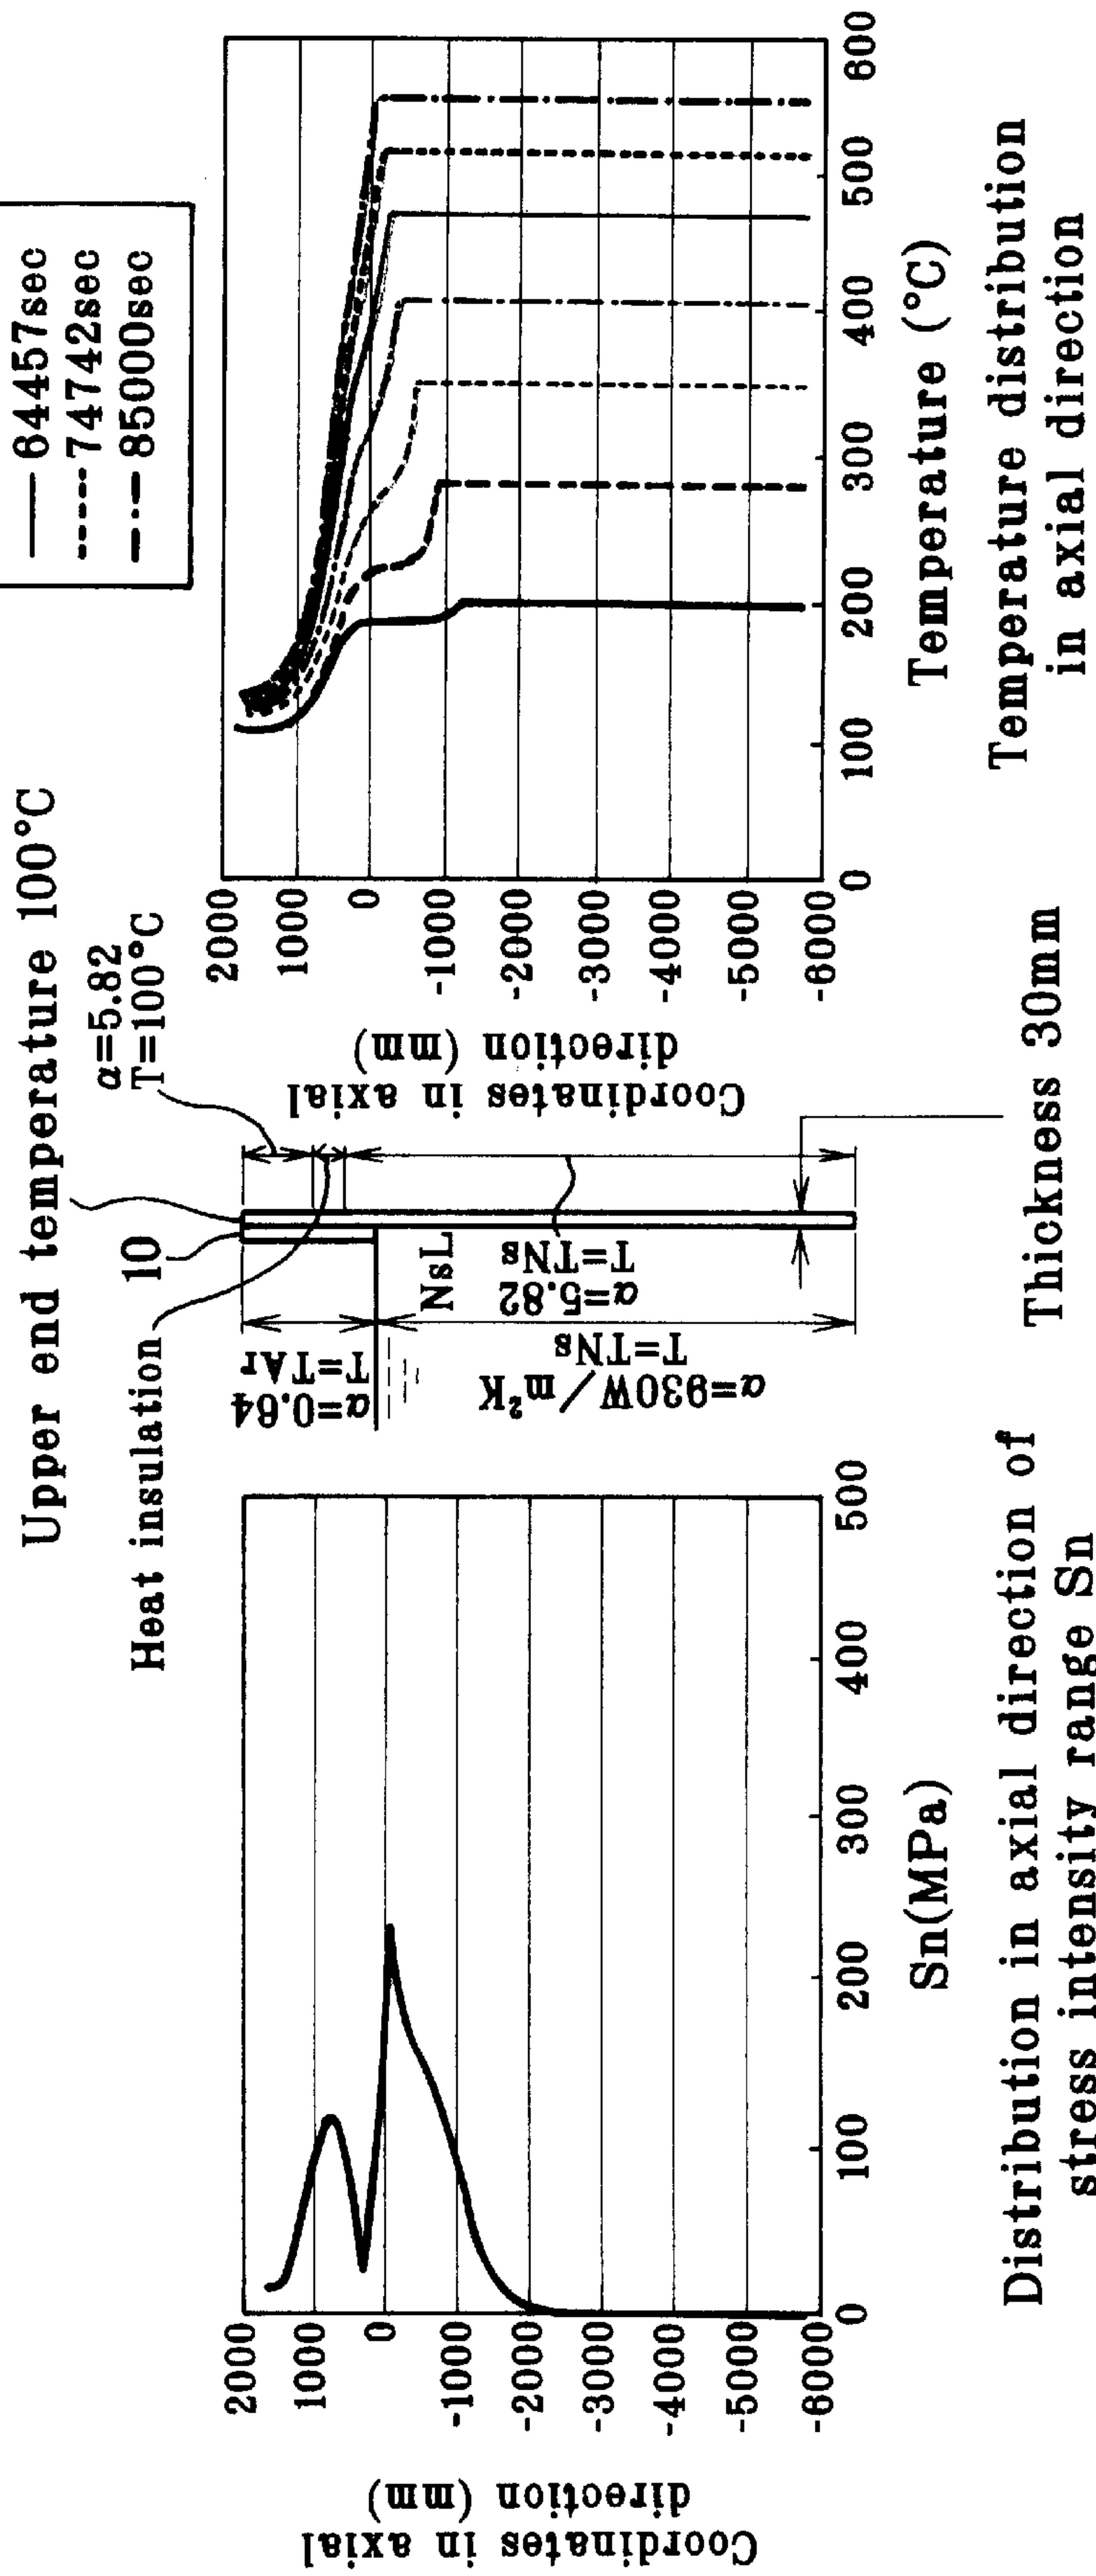 64457sec
74742sec
85000sec
Upper end temperature 100°C
α=5.82
T=100°C
Heat insulation
10
α=0.64
T=TAr
NsL
α=5.82
T=TNs
α=930W/m²K
T=TNs
Thickness 30mm
Coordinates in axial
direction (mm)
2000
1000
0
-1000
-2000
-3000
-4000
-5000
-6000
0
100
200
300
400
500
Sn(MPa)
Distribution in axial direction of
stress intensity range Sn
Coordinates in axial
direction (mm)
2000
1000
0
-1000
-2000
-3000
-4000
-5000
-6000
0
100
200
300
400
500
600
Temperature (°C)
Temperature distribution
in axial direction